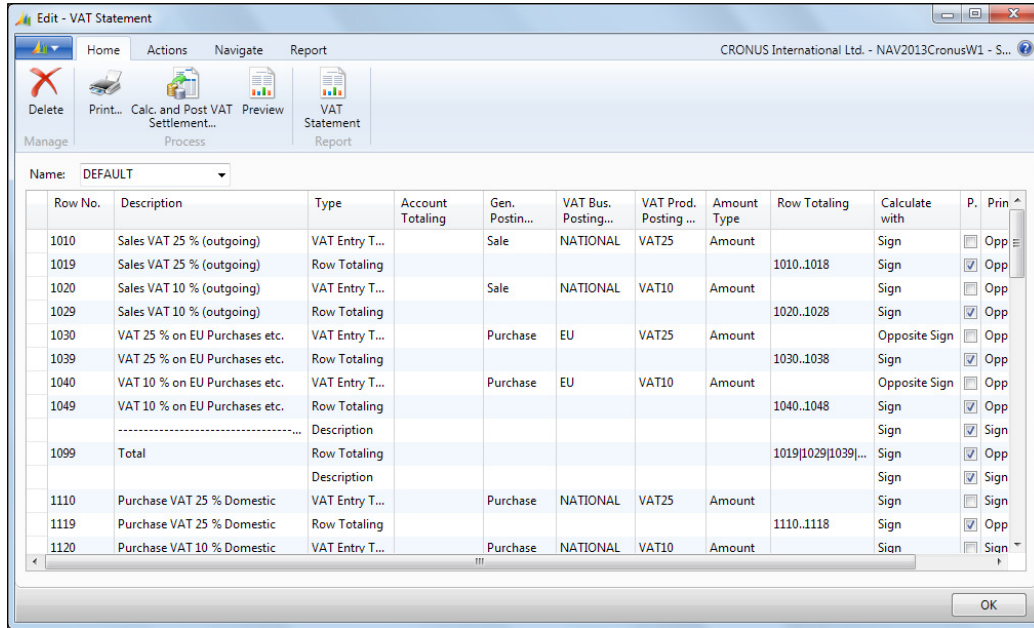 Edit - VAT Statement
Home Actions Navigate Report CRONUS International Ltd. - NAV2013CronusW1 - S...
Delete Print... Calc. and Post VAT Settlement... Preview VAT Statement
Manage Process Report
Name: DEFAULT
Row No. Description Type Account Totaling Gen. Postin... VAT Bus. Posting... VAT Prod. Posting ... Amount Type Row Totaling Calculate with P. Prin
1010 Sales VAT 25 % (outgoing) VAT Entry T... Sale NATIONAL VAT25 Amount Sign Opp
1019 Sales VAT 25 % (outgoing) Row Totaling 1010..1018 Sign Opp
1020 Sales VAT 10 % (outgoing) VAT Entry T... Sale NATIONAL VAT10 Amount Sign Opp
1029 Sales VAT 10 % (outgoing) Row Totaling 1020..1028 Sign Opp
1030 VAT 25 % on EU Purchases etc. VAT Entry T... Purchase EU VAT25 Amount Opposite Sign Opp
1039 VAT 25 % on EU Purchases etc. Row Totaling 1030..1038 Sign Opp
1040 VAT 10 % on EU Purchases etc. VAT Entry T... Purchase EU VAT10 Amount Opposite Sign Opp
1049 VAT 10 % on EU Purchases etc. Row Totaling 1040..1048 Sign Opp
----------------------------------... Description Sign Sign
1099 Total Row Totaling 1019|1029|1039|... Sign Opp
Description Sign Sign
1110 Purchase VAT 25 % Domestic VAT Entry T... Purchase NATIONAL VAT25 Amount Sign Sign
1119 Purchase VAT 25 % Domestic Row Totaling 1110..1118 Sign Opp
1120 Purchase VAT 10 % Domestic VAT Entry T... Purchase NATIONAL VAT10 Amount Sign Sign
OK